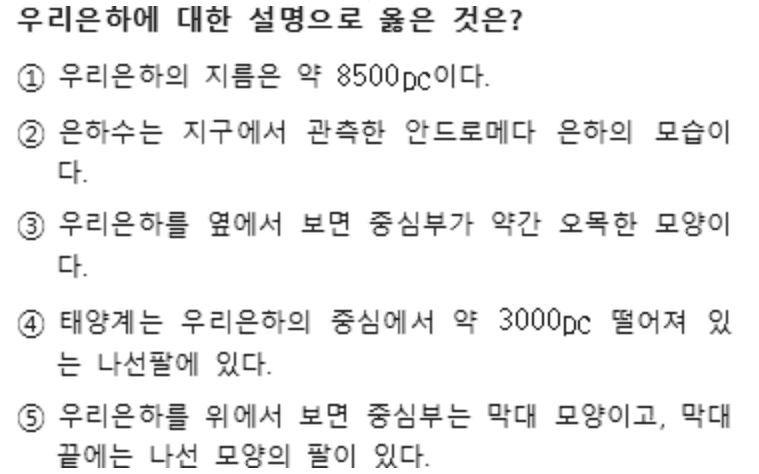 우리은하에 대한 설명으로 옳은 것은?
① 우리은하의 지름은 약 8500pc이다.
② 은하수는 지구에서 관측한 안드로메다 은하의 모습이
다.
③ 우리은하를 옆에서 보면 중심부가 약간 오목한 모양이
다.
④ 태양계는 우리은하의 중심에서 약 3000pc 떨어져 있
는 나선팔에 있다.
⑤ 우리은하를 위에서 보면 중심부는 막대 모양이고, 막대
끝에는 나선 모양의 팔이 있다.